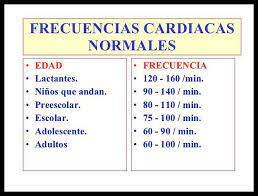 FRECUENCIAS CARDIACAS
NORMALES
• EDAD
• Lactantes.
• Niños que andan.
• Preescolar.
• Escolar.
• Adolescente.
• Adultos
• FRECUENCIA
• 120 - 160 /min.
• 90 - 140 / min.
• 80 - 110 / min.
• 75 - 100 / min.
• 60 - 90 / min.
• 60 - 100 / min.